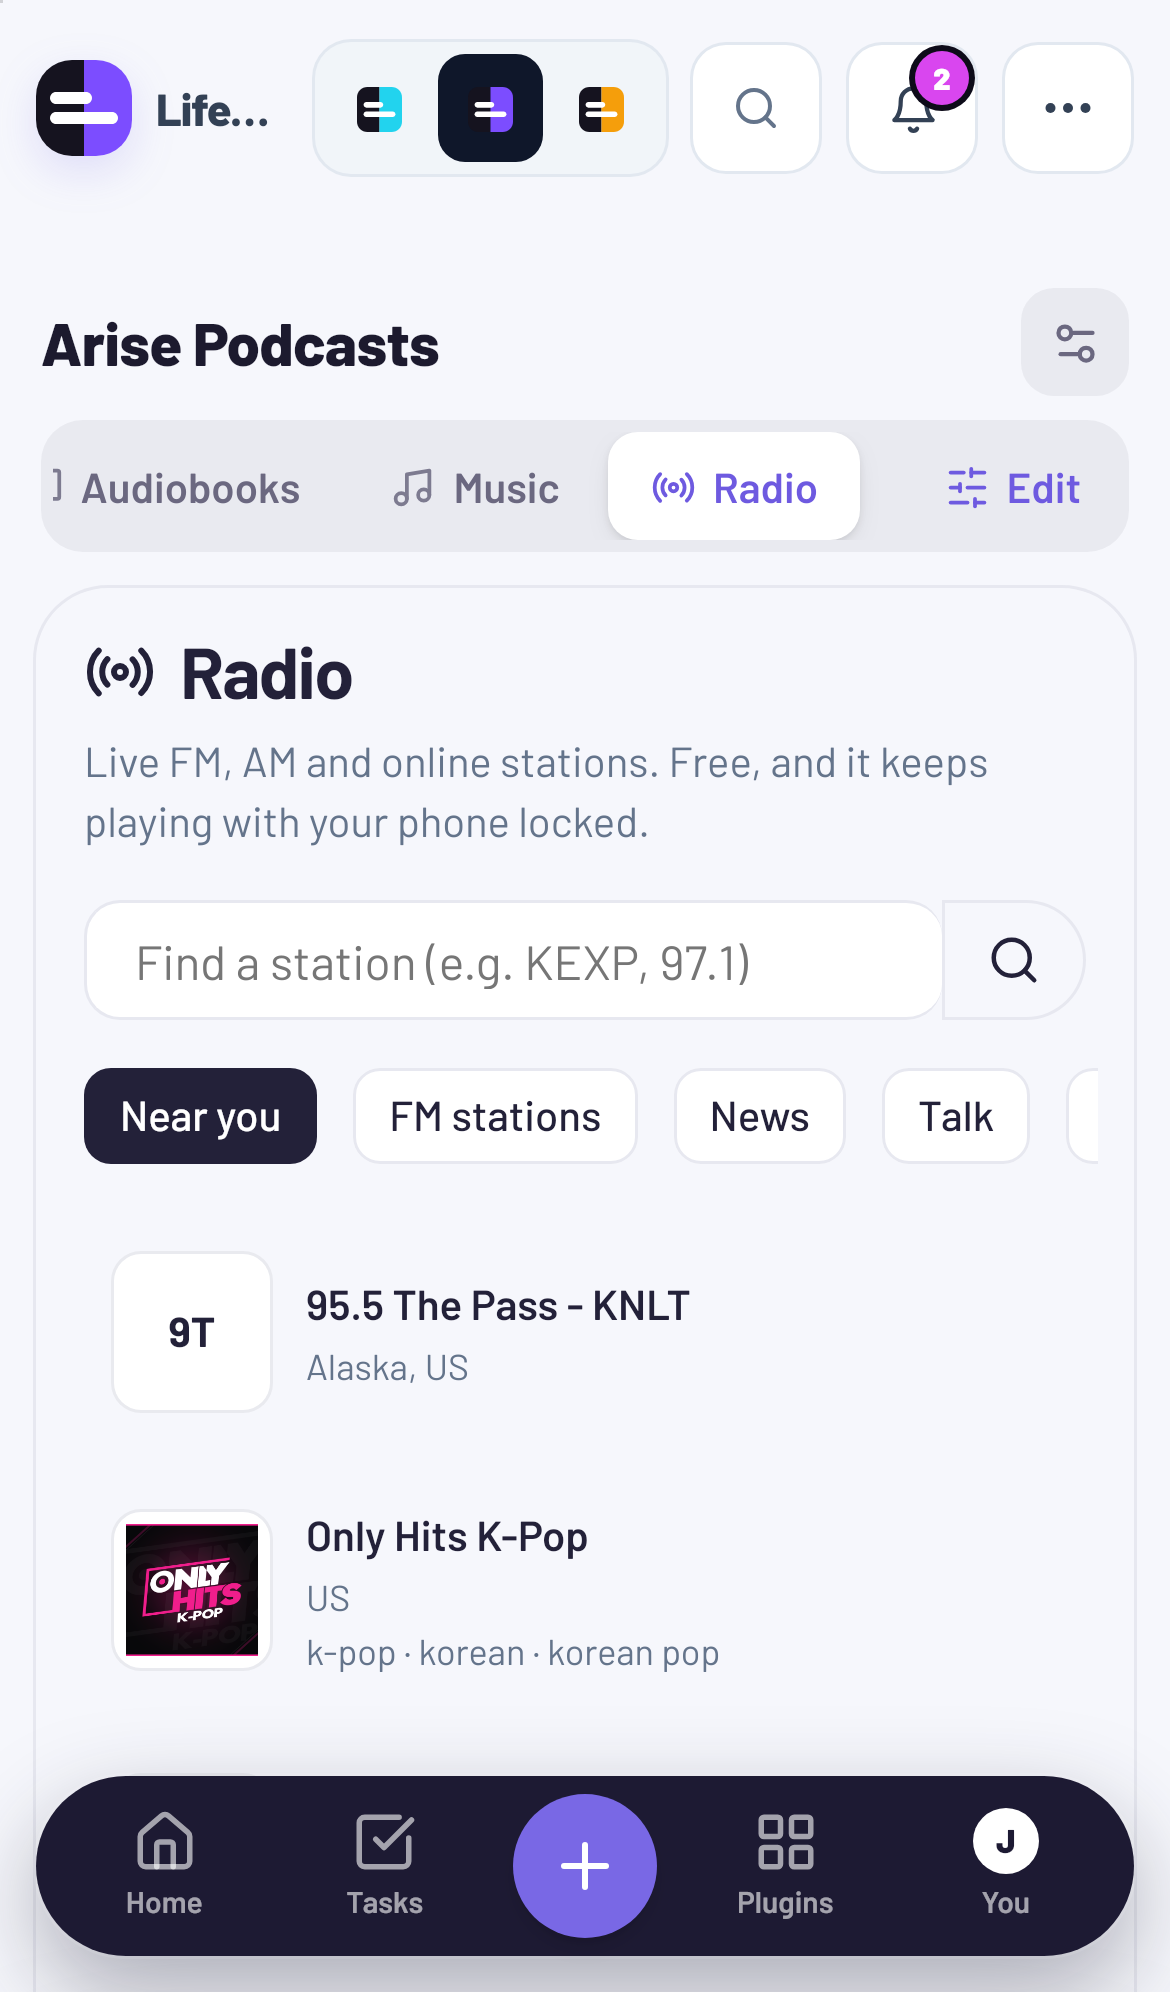 Life...
2
Arise Podcasts
Audiobooks
Music
Radio
Edit
Radio
Live FM, AM and online stations. Free, and it keeps
playing with your phone locked.
Find a station (e.g. KEXP, 97.1)
Near you
FM stations
News
Talk
9T
95.5 The Pass - KNLT
Alaska, US
ONLY
HITS
K-POP
Only Hits K-Pop
US
k-pop · korean · korean pop
Home
Tasks
Plugins
J
You